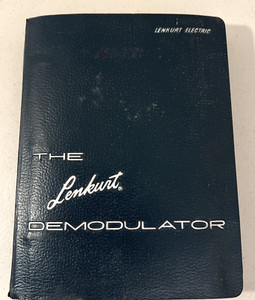 LENKURT ELECTRIC
THE
Lenkurt®
DEMODULATOR